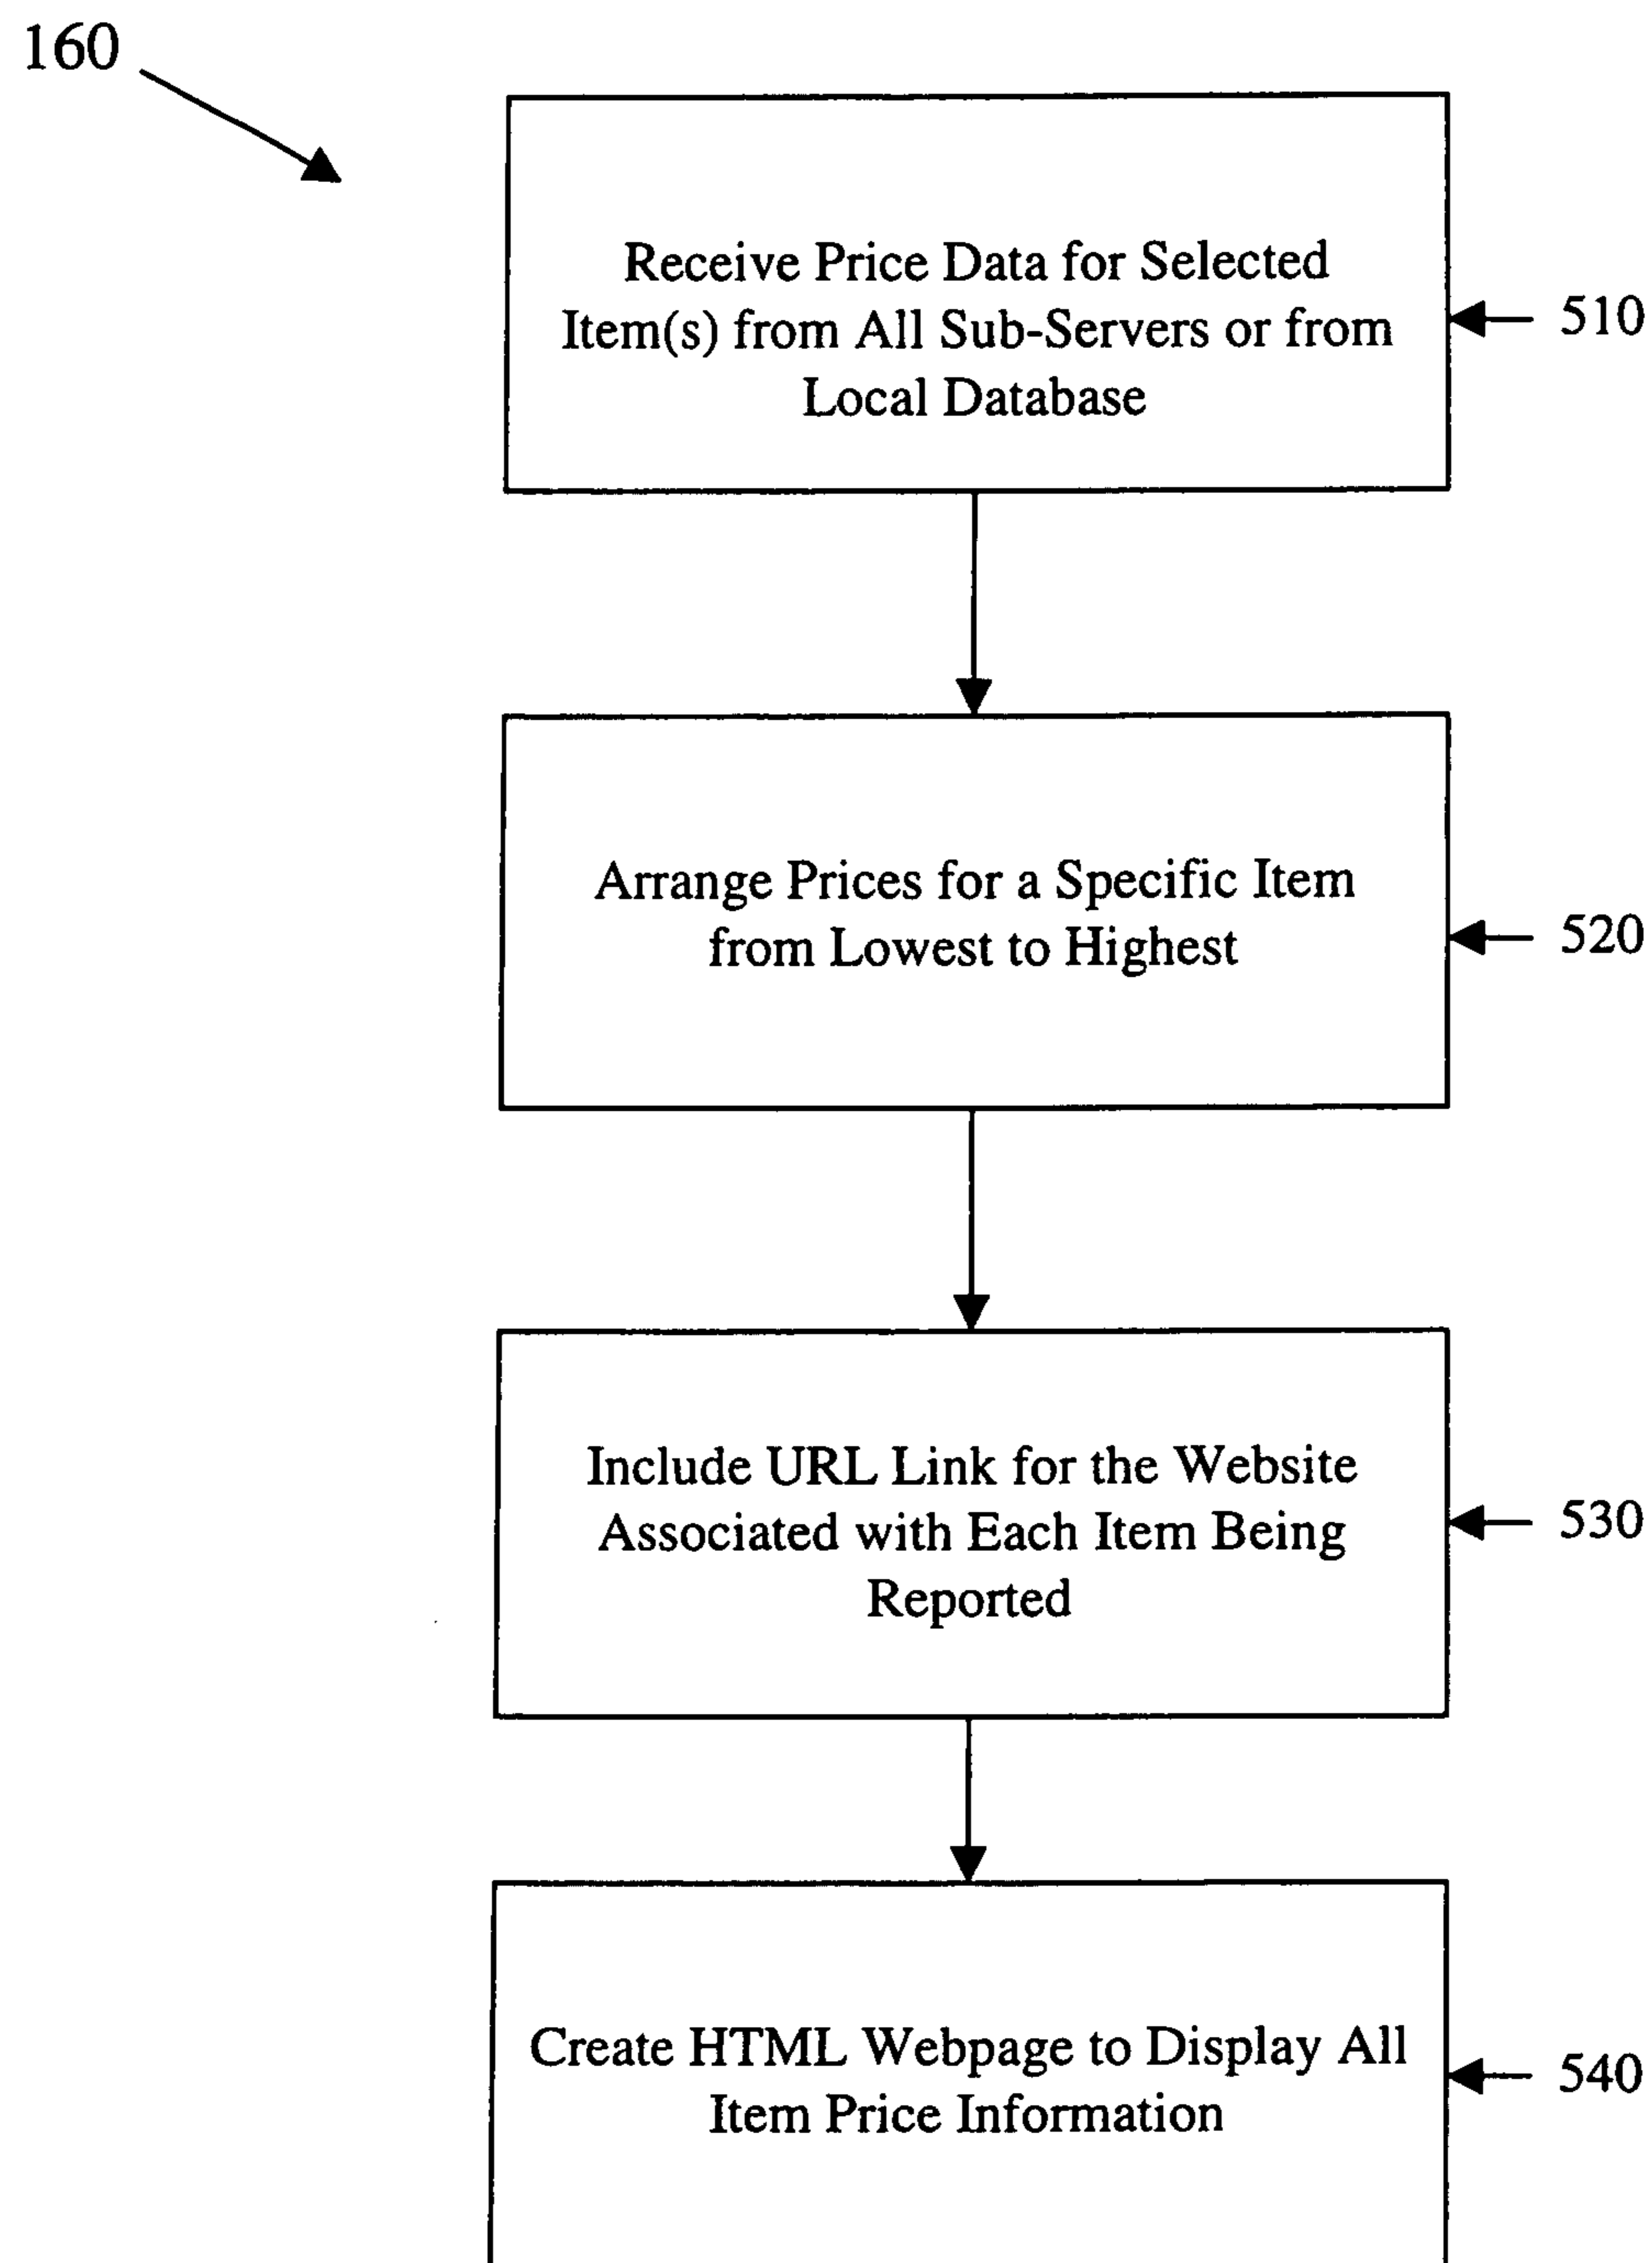 160
Receive Price Data for Selected
Item(s) from All Sub-Servers or from
Local Database
510
Arrange Prices for a Specific Item
from Lowest to Highest
520
Include URL Link for the Website
Associated with Each Item Being
Reported
530
Create HTML Webpage to Display All
Item Price Information
540